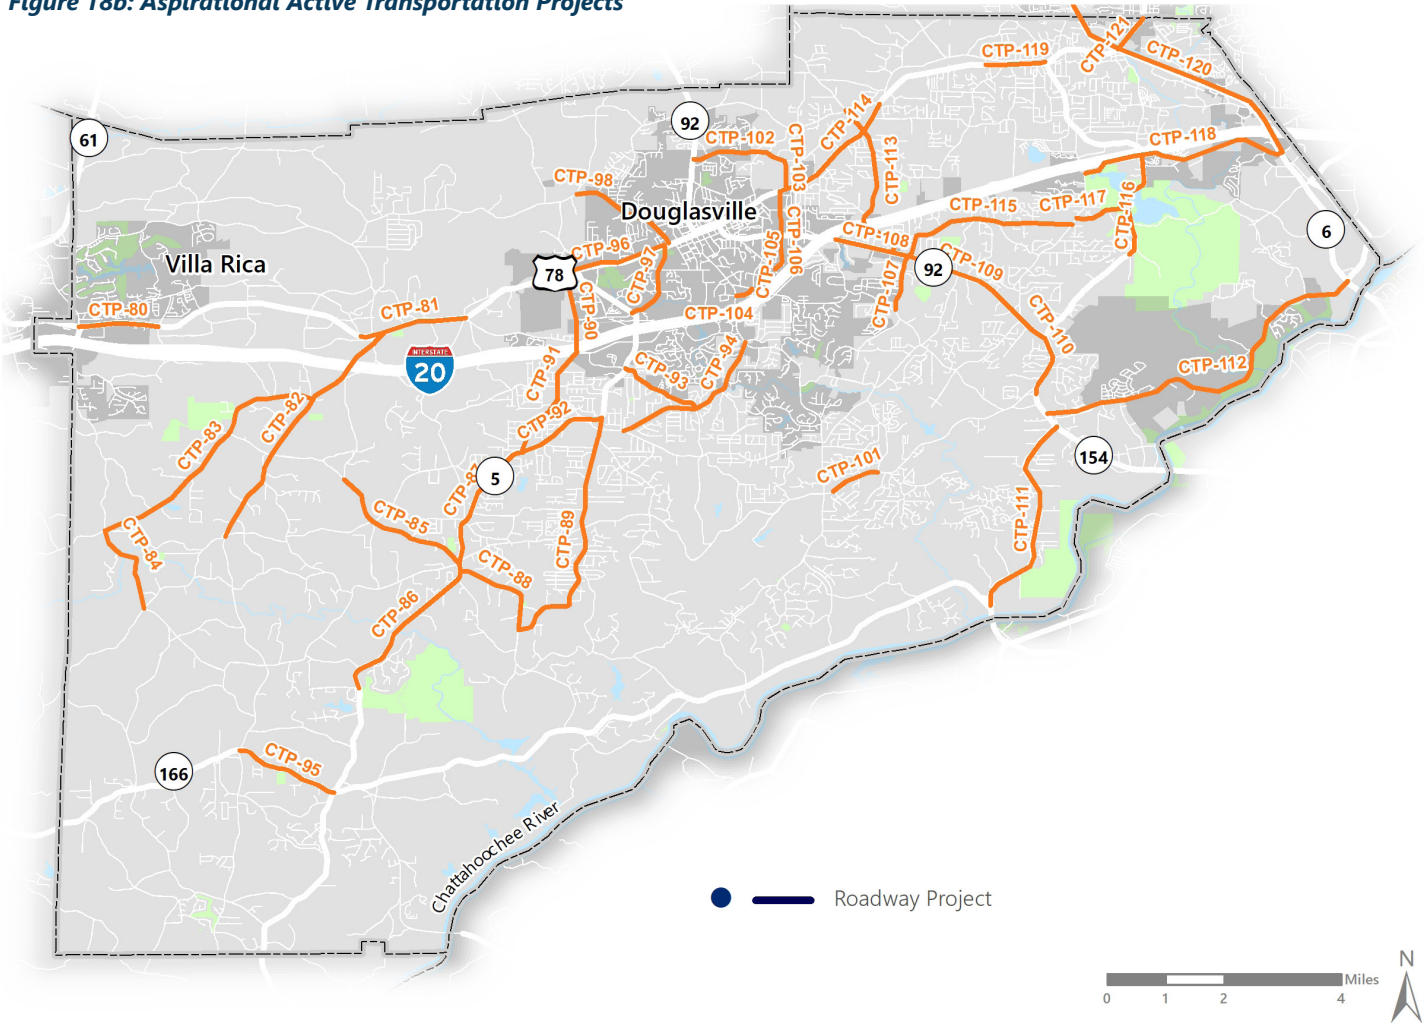 Figure 18b: Aspirational Active Transportation Projects
CTP-121
CTP-119
CTP-120
61
92
CTP-102
CTP-103
CTP-114
CTP-113
CTP-118
CTP-98
CTP-115
CTP-117
CTP-116
Douglasville
CTP-96
CTP-97
CTP-105
CTP-106
CTP-108
6
Villa Rica
78
92
CTP-109
CTP-107
CTP-80
CTP-81
CTP-90
CTP-104
CTP-110
INTERSTATE
20
CTP-91
CTP-93
CTP-94
CTP-112
CTP-82
CTP-83
CTP-92
154
5
CTP-87
CTP-101
CTP-85
CTP-89
CTP-111
CTP-84
CTP-88
CTP-86
CTP-95
166
Chattahoochee River
Roadway Project
N
Miles
0 1 2 4